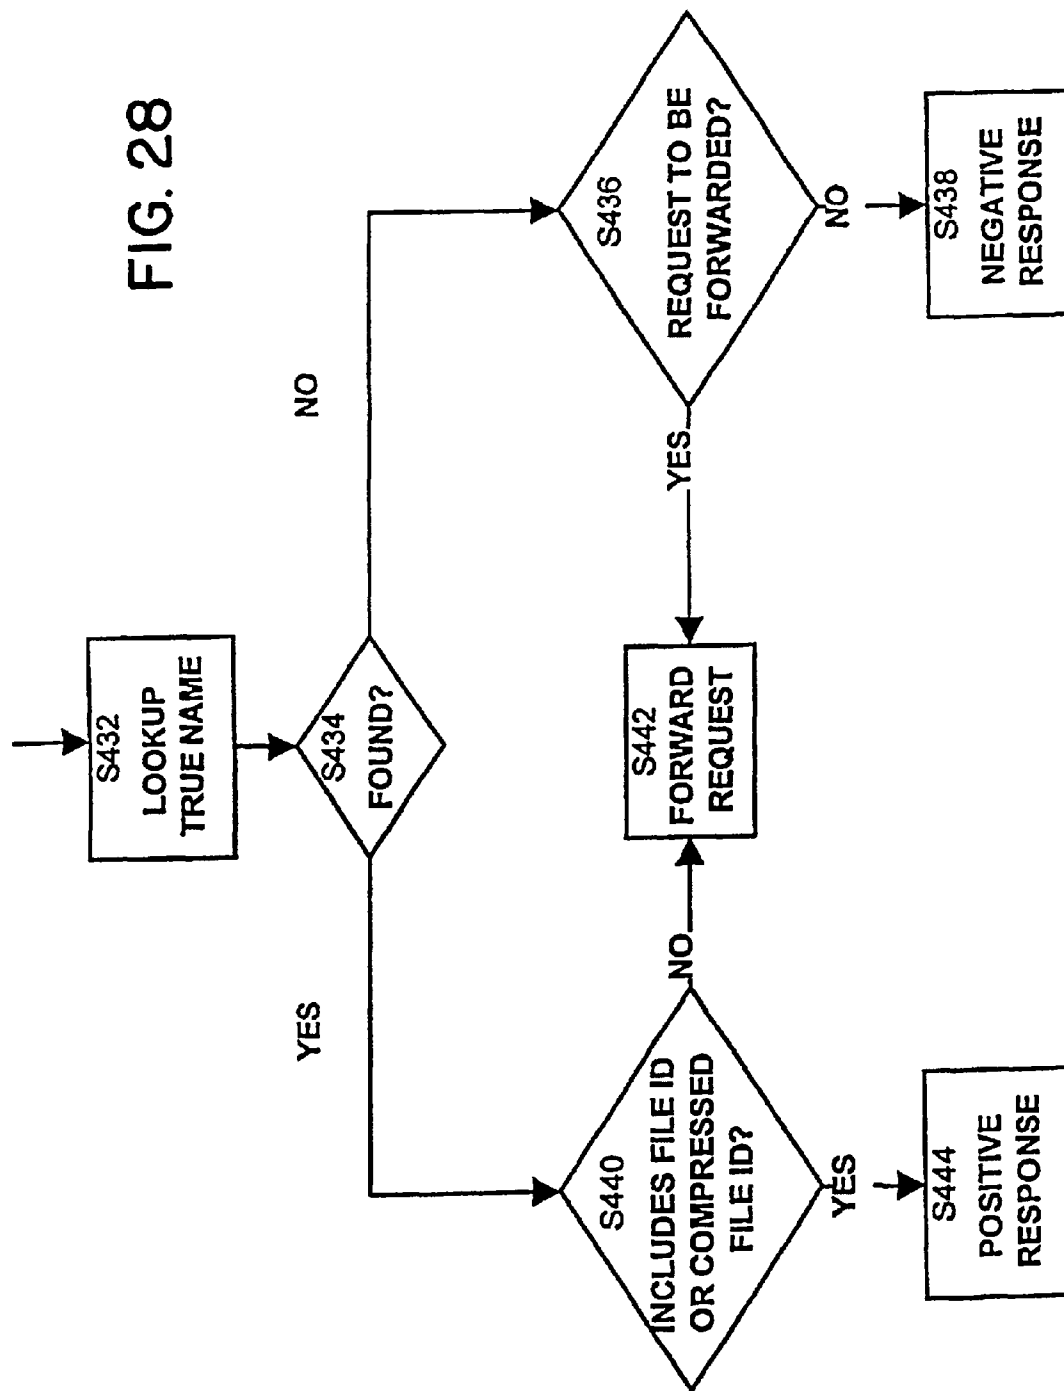 FIG. 28
S432
LOOKUP
TRUE NAME
S434
FOUND?
YES
NO
S440
INCLUDES FILE ID
OR COMPRESSED
FILE ID?
NO
S442
FORWARD
REQUEST
YES
S436
REQUEST TO BE
FORWARDED?
YES
S444
POSITIVE
RESPONSE
NO
S438
NEGATIVE
RESPONSE